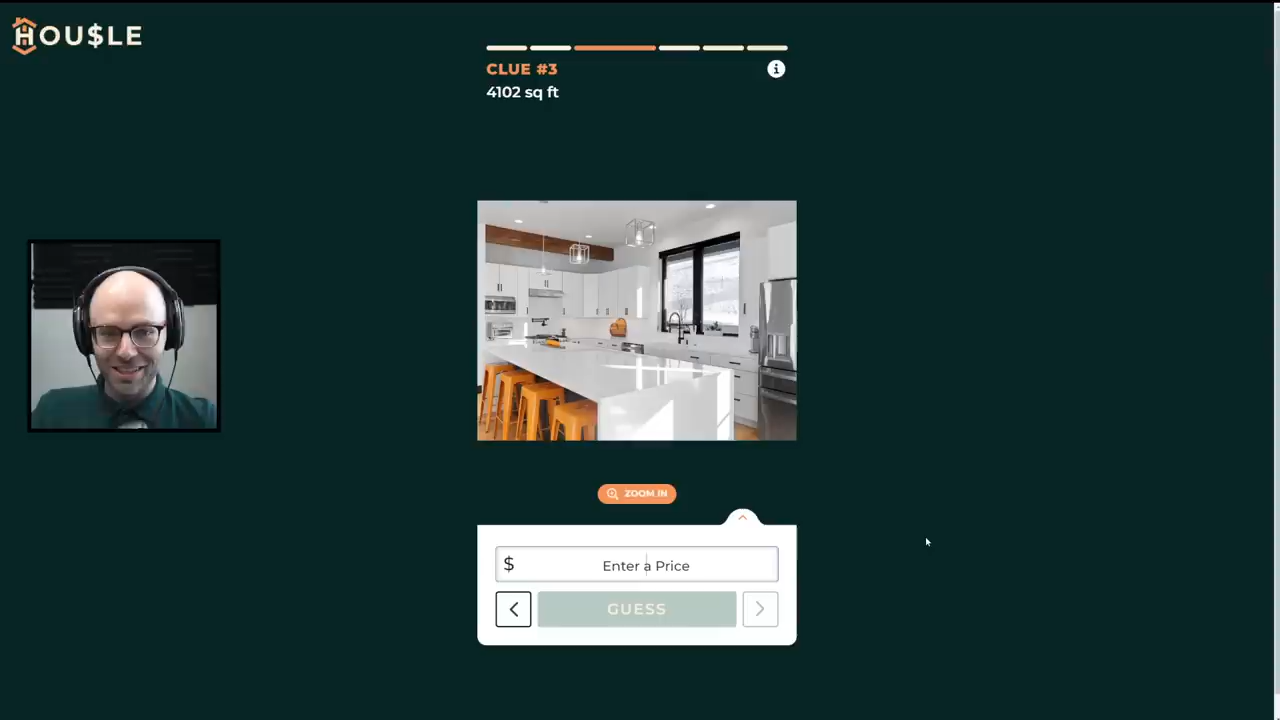 HOU$LE
CLUE #3
4102 sq ft
ZOOM IN
$ Enter a Price
GUESS